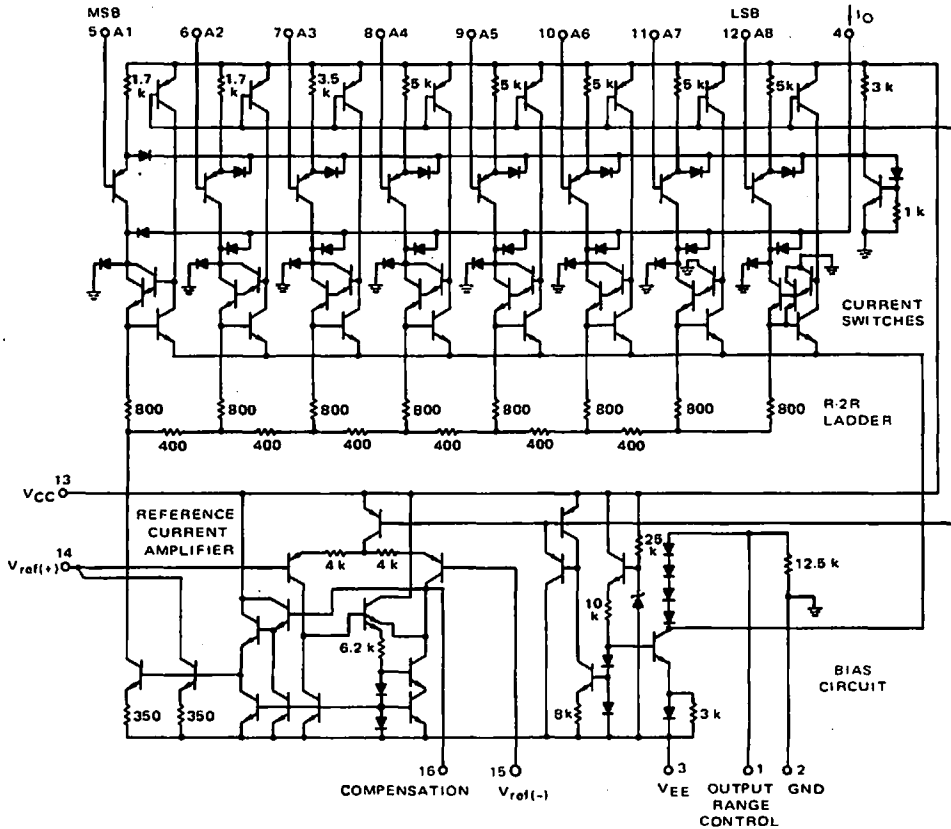 MSB LSB IO
5 A1 6 A2 7 A3 8 A4 9 A5 10 A6 11 A7 12 A8 4
1.7 k 1.7 k 3.5 k 5 k 5 k 5 k 5 k 5k 3 k
1 k
CURRENT
SWITCHES
800 800 800 800 800 800 800 800
R-2R
LADDER
400 400 400 400 400 400
13
VCC
REFERENCE
CURRENT
AMPLIFIER
14
Vref(+)
4 k 4 k
25 k
12.5 k
10 k
6.2 k
BIAS
CIRCUIT
350 350 8k 3 k
16 15 3 1 2
COMPENSATION Vref(-) VEE OUTPUT GND
RANGE
CONTROL